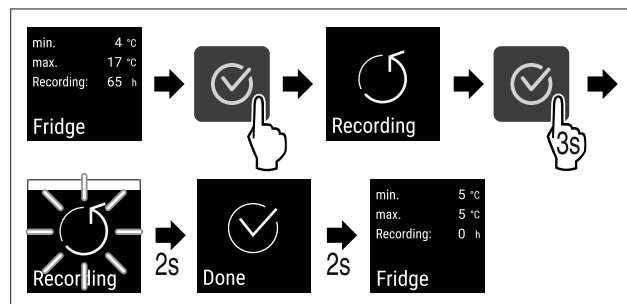 min. 4 °C
max. 17 °C
Recording: 65 h
Fridge
Recording
3s
Recording
2s
Done
2s
min. 5 °C
max. 5 °C
Recording: 0 h
Fridge